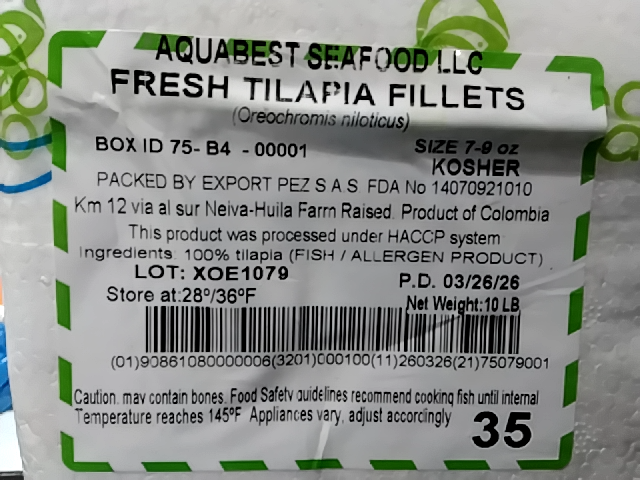 AQUABEST SEAFOOD LLC
FRESH TILAPIA FILLETS
(Oreochromis niloticus)
BOX ID 75- B4 - 00001 SIZE 7-9 oz
KOSHER
PACKED BY EXPORT PEZ S A S FDA No 14070921010
Km 12 via al sur Neiva-Huila Farm Raised. Product of Colombia
This product was processed under HACCP system
Ingredients: 100% tilapia (FISH / ALLERGEN PRODUCT)
LOT: XOE1079 P.D. 03/26/26
Store at:28º/36ºF Net Weight:10 LB
(01)90861080000006(3201)000100(11)260326(21)75079001
Caution. may contain bones. Food Safety guidelines recommend cooking fish until internal
Temperature reaches 145ºF. Appliances vary, adjust accordingly
35